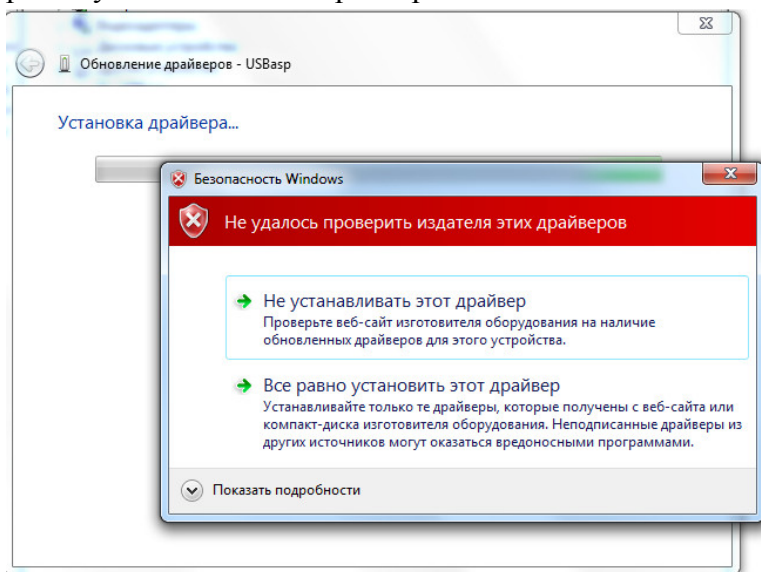 Обновление драйверов - USBasp
Установка драйвера...
Безопасность Windows
Не удалось проверить издателя этих драйверов
Не устанавливать этот драйвер
Проверьте веб-сайт изготовителя оборудования на наличие
обновленных драйверов для этого устройства.
Все равно установить этот драйвер
Устанавливайте только те драйверы, которые получены с веб-сайта или
компакт-диска изготовителя оборудования. Неподписанные драйверы из
других источников могут оказаться вредоносными программами.
Показать подробности